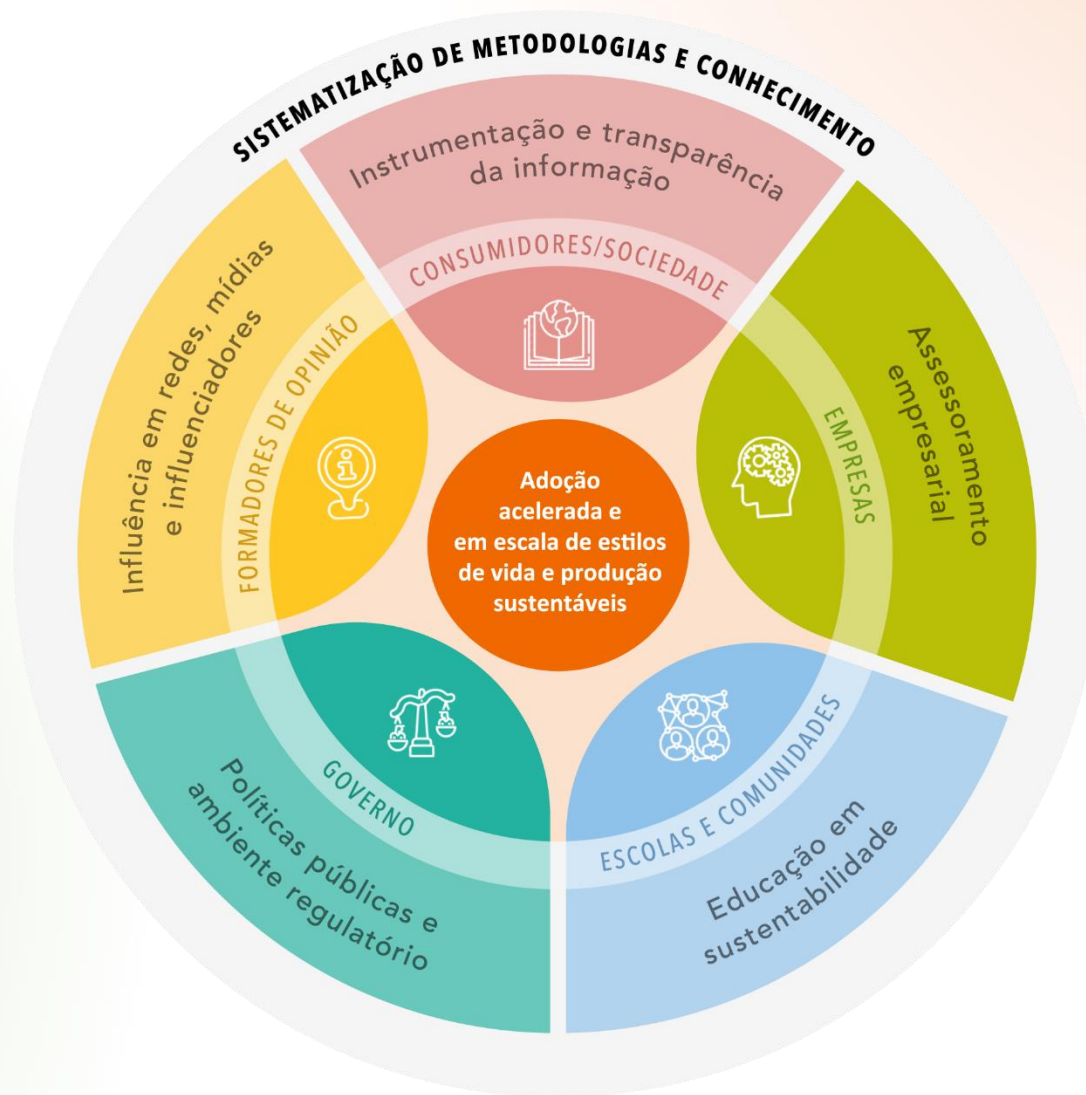 SISTEMATIZAÇÃO DE METODOLOGIAS E CONHECIMENTO
Instrumentação e transparência
da informação
CONSUMIDORES/SOCIEDADE
Assessoramento
empresarial
EMPRESAS
Educação em
sustentabilidade
ESCOLAS E COMUNIDADES
Políticas públicas e
ambiente regulatório
GOVERNO
Influência em redes, mídias
e influenciadores
FORMADORES DE OPINIÃO
Adoção
acelerada e
em escala de estilos
de vida e produção
sustentáveis